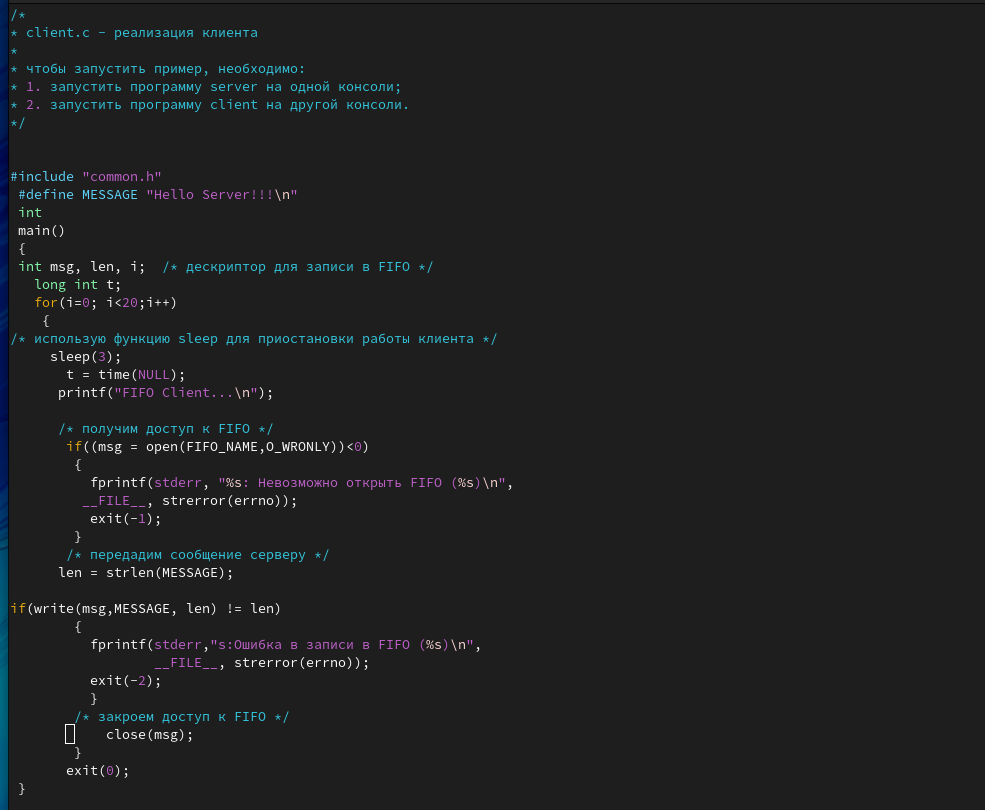 /*
* client.c - реализация клиента
*
* чтобы запустить пример, необходимо:
* 1. запустить программу server на одной консоли;
* 2. запустить программу client на другой консоли.
*/
#include "common.h"
#define MESSAGE "Hello Server!!!\n"
int
main()
{
int msg, len, i;  /* дескриптор для записи в FIFO */
long int t;
for(i=0; i<20;i++)
{
/* использую функцию sleep для приостановки работы клиента */
sleep(3);
t = time(NULL);
printf("FIFO Client...\n");
/* получим доступ к FIFO */
if((msg = open(FIFO_NAME,O_WRONLY))<0)
{
fprintf(stderr, "%s: Невозможно открыть FIFO (%s)\n",
__FILE__, strerror(errno));
exit(-1);
}
/* передадим сообщение серверу */
len = strlen(MESSAGE);
if(write(msg,MESSAGE, len) != len)
{
fprintf(stderr,"s:Ошибка в записи в FIFO (%s)\n",
__FILE__, strerror(errno));
exit(-2);
}
/* закроем доступ к FIFO */
close(msg);
}
exit(0);
}